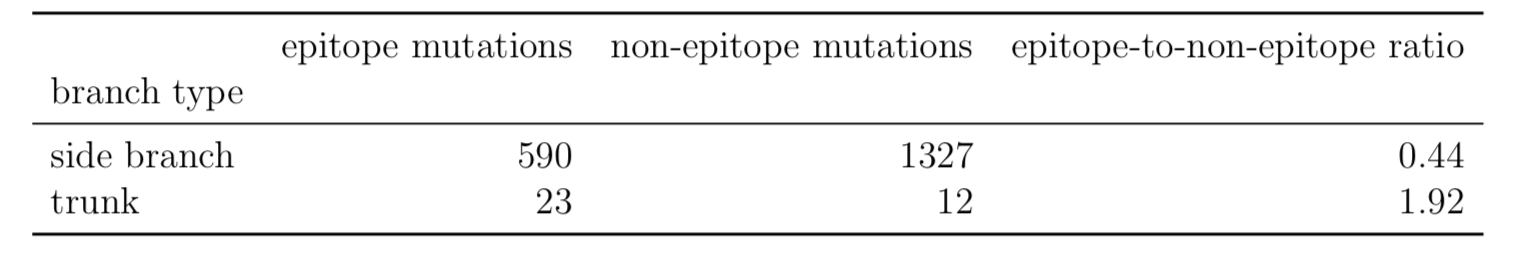 epitope mutations non-epitope mutations epitope-to-non-epitope ratio
branch type
side branch 590 1327 0.44
trunk 23 12 1.92